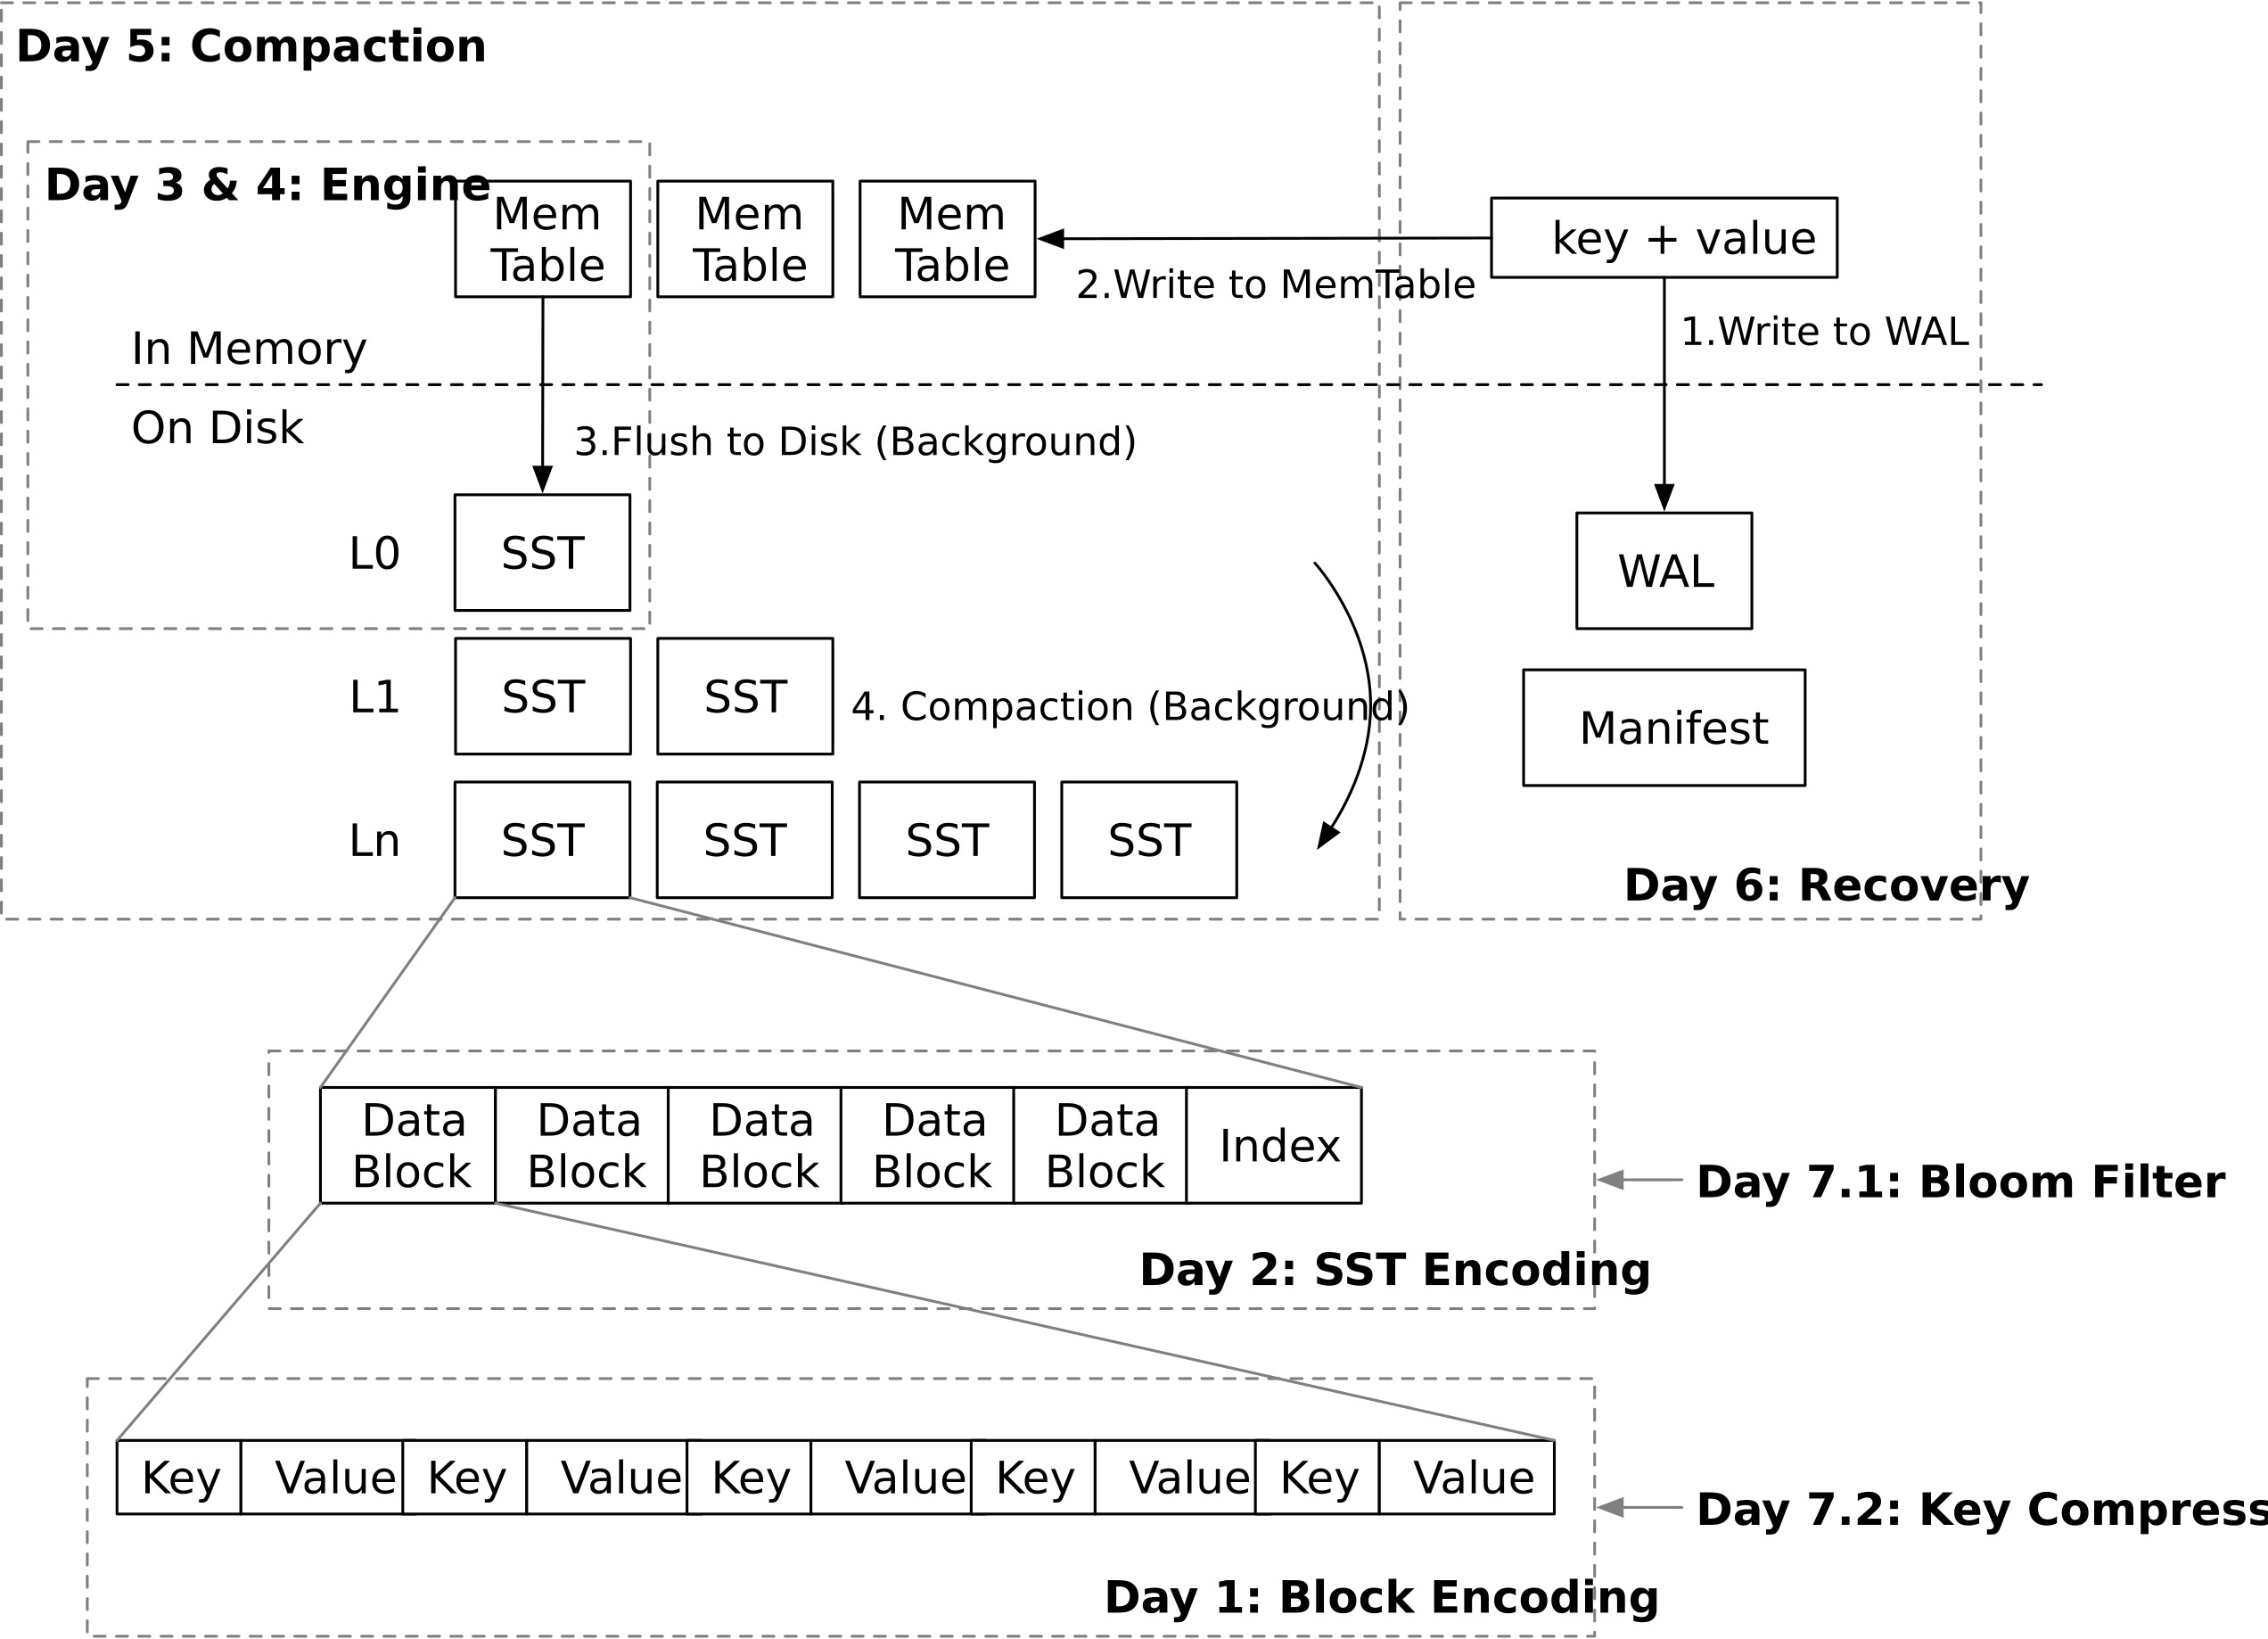 Day 5: Compaction
Day 3 & 4: Engine
Mem
Table
Mem
Table
Mem
Table
key + value
2.Write to MemTable
1.Write to WAL
In Memory
On Disk
3.Flush to Disk (Background)
L0
SST
WAL
L1
SST
SST
4. Compaction (Background)
Manifest
Ln
SST
SST
SST
SST
Day 6: Recovery
Data
Block
Data
Block
Data
Block
Data
Block
Data
Block
Index
Day 7.1: Bloom Filter
Day 2: SST Encoding
Key
Value
Key
Value
Key
Value
Key
Value
Key
Value
Day 7.2: Key Compress
Day 1: Block Encoding